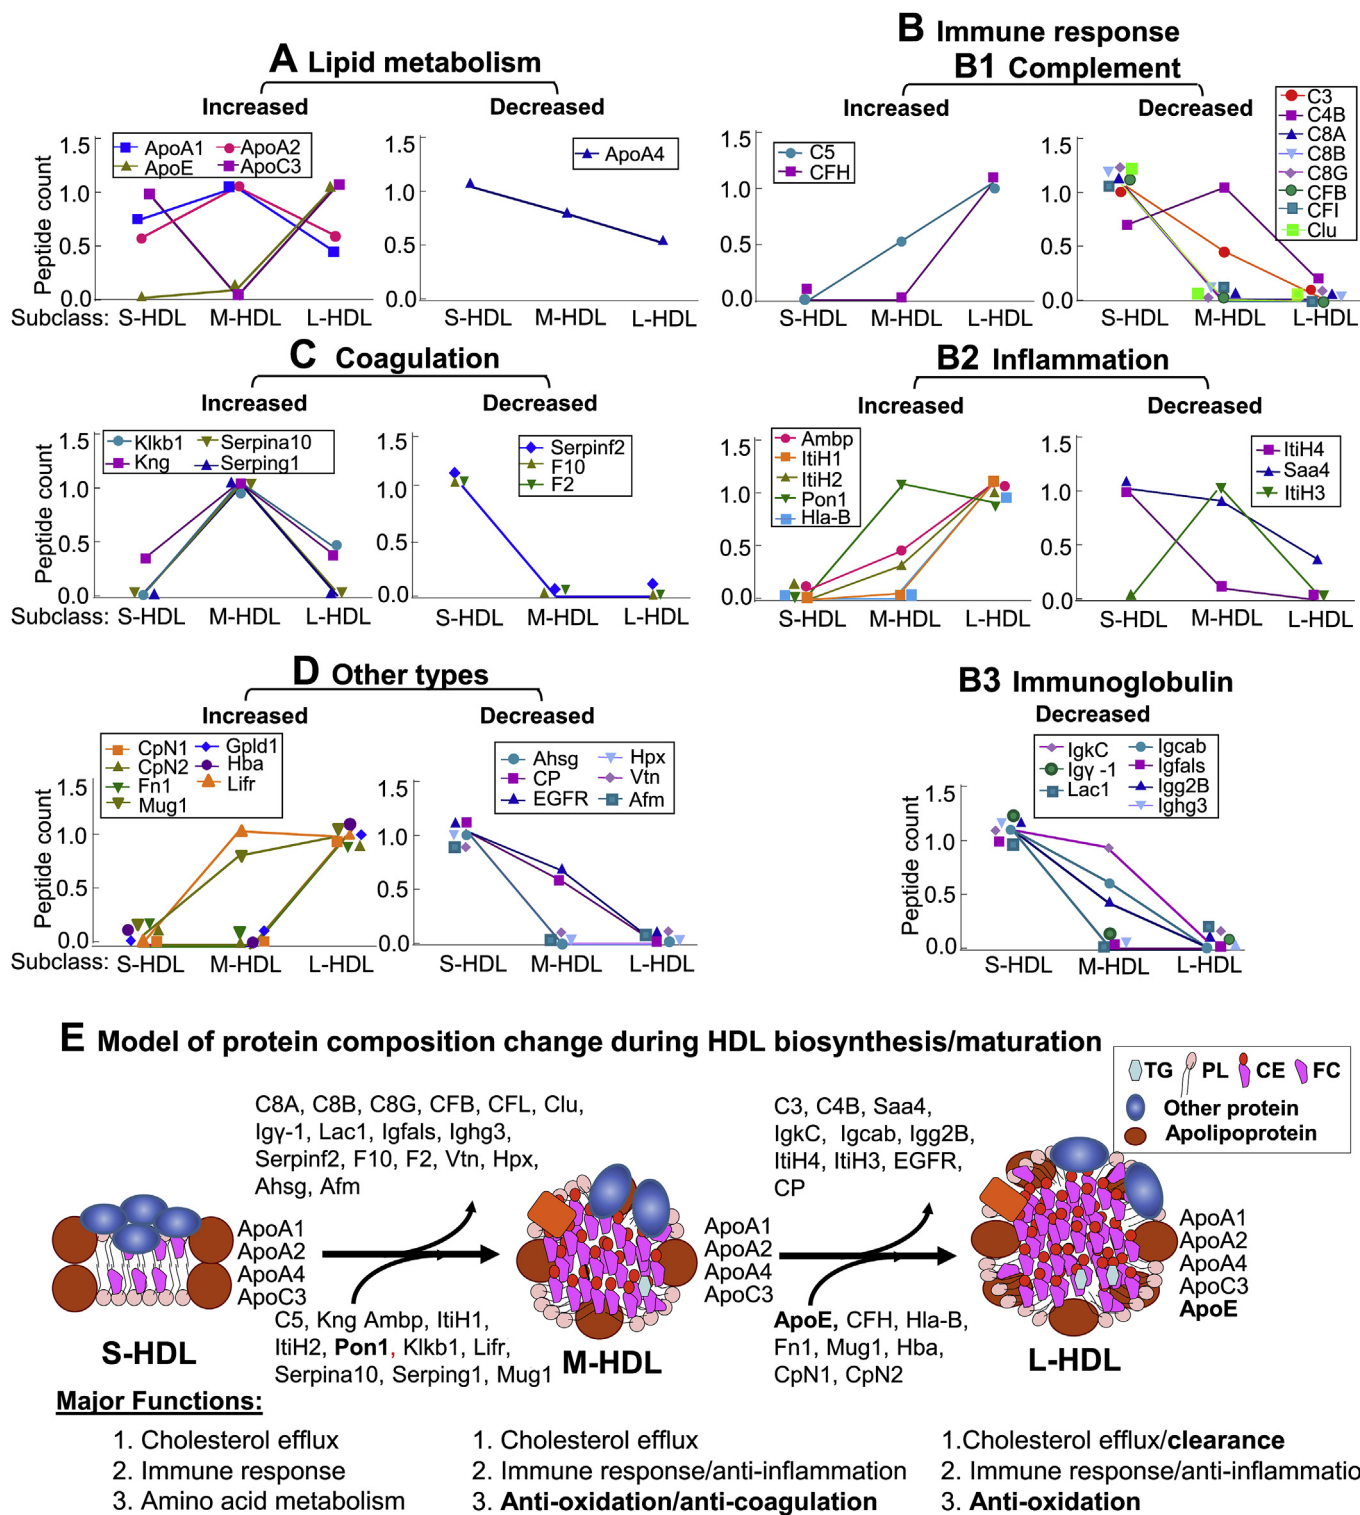 A Lipid metabolism
Increased
Decreased
Peptide count
1.5
1.0
0.5
0.0
ApoA1
ApoA2
ApoE
ApoC3
Subclass: S-HDL M-HDL L-HDL
1.5
1.0
0.5
1.0
ApoA4
S-HDL M-HDL L-HDL
B Immune response
B1 Complement
Increased
Decreased
1.5
1.0
0.5
0.0
C5
CFH
S-HDL M-HDL L-HDL
1.5
1.0
0.5
0.0
C3
C4B
C8A
C8B
C8G
CFB
CFI
Clu
S-HDL M-HDL L-HDL
C Coagulation
Increased
Decreased
Peptide count
1.5
1.0
0.5
0.0
Klkb1
Serpina10
Kng
Serping1
Subclass: S-HDL M-HDL L-HDL
1.5
1.0
0.5
0.0
Serpinf2
F10
F2
S-HDL M-HDL L-HDL
B2 Inflammation
Increased
Decreased
1.5
1.0
0.5
0.0
Ambp
ItiH1
ItiH2
Pon1
Hla-B
S-HDL M-HDL L-HDL
1.5
1.0
0.5
0.0
ItiH4
Saa4
ItiH3
S-HDL M-HDL L-HDL
D Other types
Increased
Decreased
Peptide count
1.5
1.0
0.5
0.0
CpN1
CpN2
Fn1
Mug1
Gpld1
Hba
Lifr
Subclass: S-HDL M-HDL L-HDL
1.5
1.0
0.5
0.0
Ahsg
CP
EGFR
Hpx
Vtn
Afm
S-HDL M-HDL L-HDL
B3 Immunoglobulin
Decreased
Peptide count
1.5
1.0
0.5
0.0
IgkC
Igγ -1
Lac1
Igcab
Igfals
Igg2B
Ighg3
S-HDL M-HDL L-HDL
E Model of protein composition change during HDL biosynthesis/maturation
TG PL CE FC
Other protein
Apolipoprotein
C8A, C8B, C8G, CFB, CFL, Clu,
Igγ-1, Lac1, Igfals, Ighg3,
Serpinf2, F10, F2, Vtn, Hpx,
Ahsg, Afm
C3, C4B, Saa4,
IgkC, Igcab, Igg2B,
ItiH4, ItiH3, EGFR,
CP
ApoA1
ApoA2
ApoA4
ApoC3
S-HDL
C5, Kng Ambp, ItiH1,
ItiH2, Pon1, Klkb1, Lifr,
Serpina10, Serping1, Mug1
ApoA1
ApoA2
ApoA4
ApoC3
M-HDL
ApoE, CFH, Hla-B,
Fn1, Mug1, Hba,
CpN1, CpN2
ApoA1
ApoA2
ApoA4
ApoC3
ApoE
L-HDL
Major Functions:
1. Cholesterol efflux
2. Immune response
3. Amino acid metabolism
1. Cholesterol efflux
2. Immune response/anti-inflammation
3. Anti-oxidation/anti-coagulation
1.Cholesterol efflux/clearance
2. Immune response/anti-inflammatio
3. Anti-oxidation